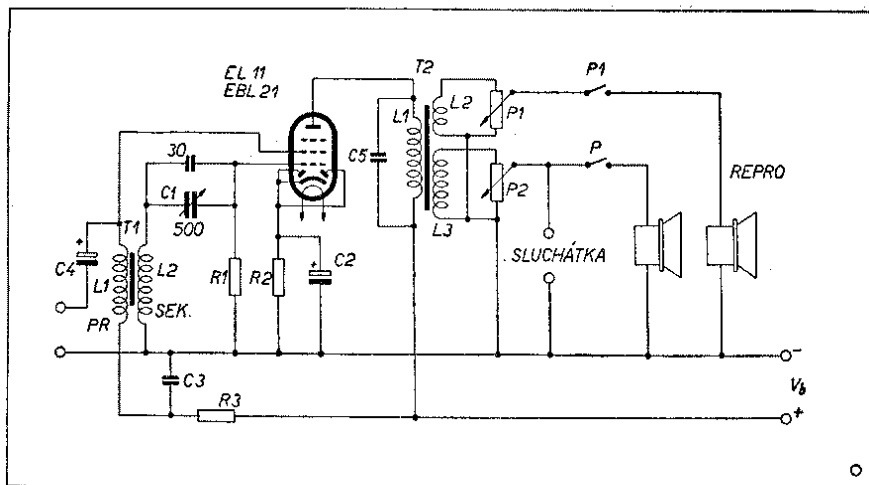 EL 11
EBL 21
T2
P1
L2
L1
P1
30
C5
P
REPRO
C1
P2
T1
500
L3
+
C4
L2
SLUCHÁTKA
L1
R1
R2
+
C2
PR
SEK.
-
C3
Vb
R3
+